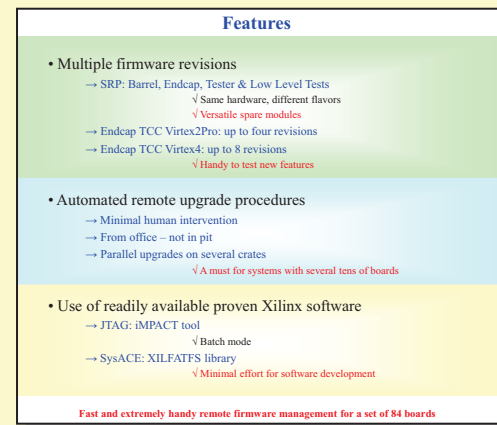 Features
• Multiple firmware revisions
→ SRP: Barrel, Endcap, Tester & Low Level Tests
√ Same hardware, different flavors
√ Versatile spare modules
→ Endcap TCC Virtex2Pro: up to four revisions
→ Endcap TCC Virtex4: up to 8 revisions
√ Handy to test new features
• Automated remote upgrade procedures
→ Minimal human intervention
→ From office – not in pit
→ Parallel upgrades on several crates
√ A must for systems with several tens of boards
• Use of readily available proven Xilinx software
→ JTAG: iMPACT tool
√ Batch mode
→ SysACE: XILFATFS library
√ Minimal effort for software development
Fast and extremely handy remote firmware management for a set of 84 boards